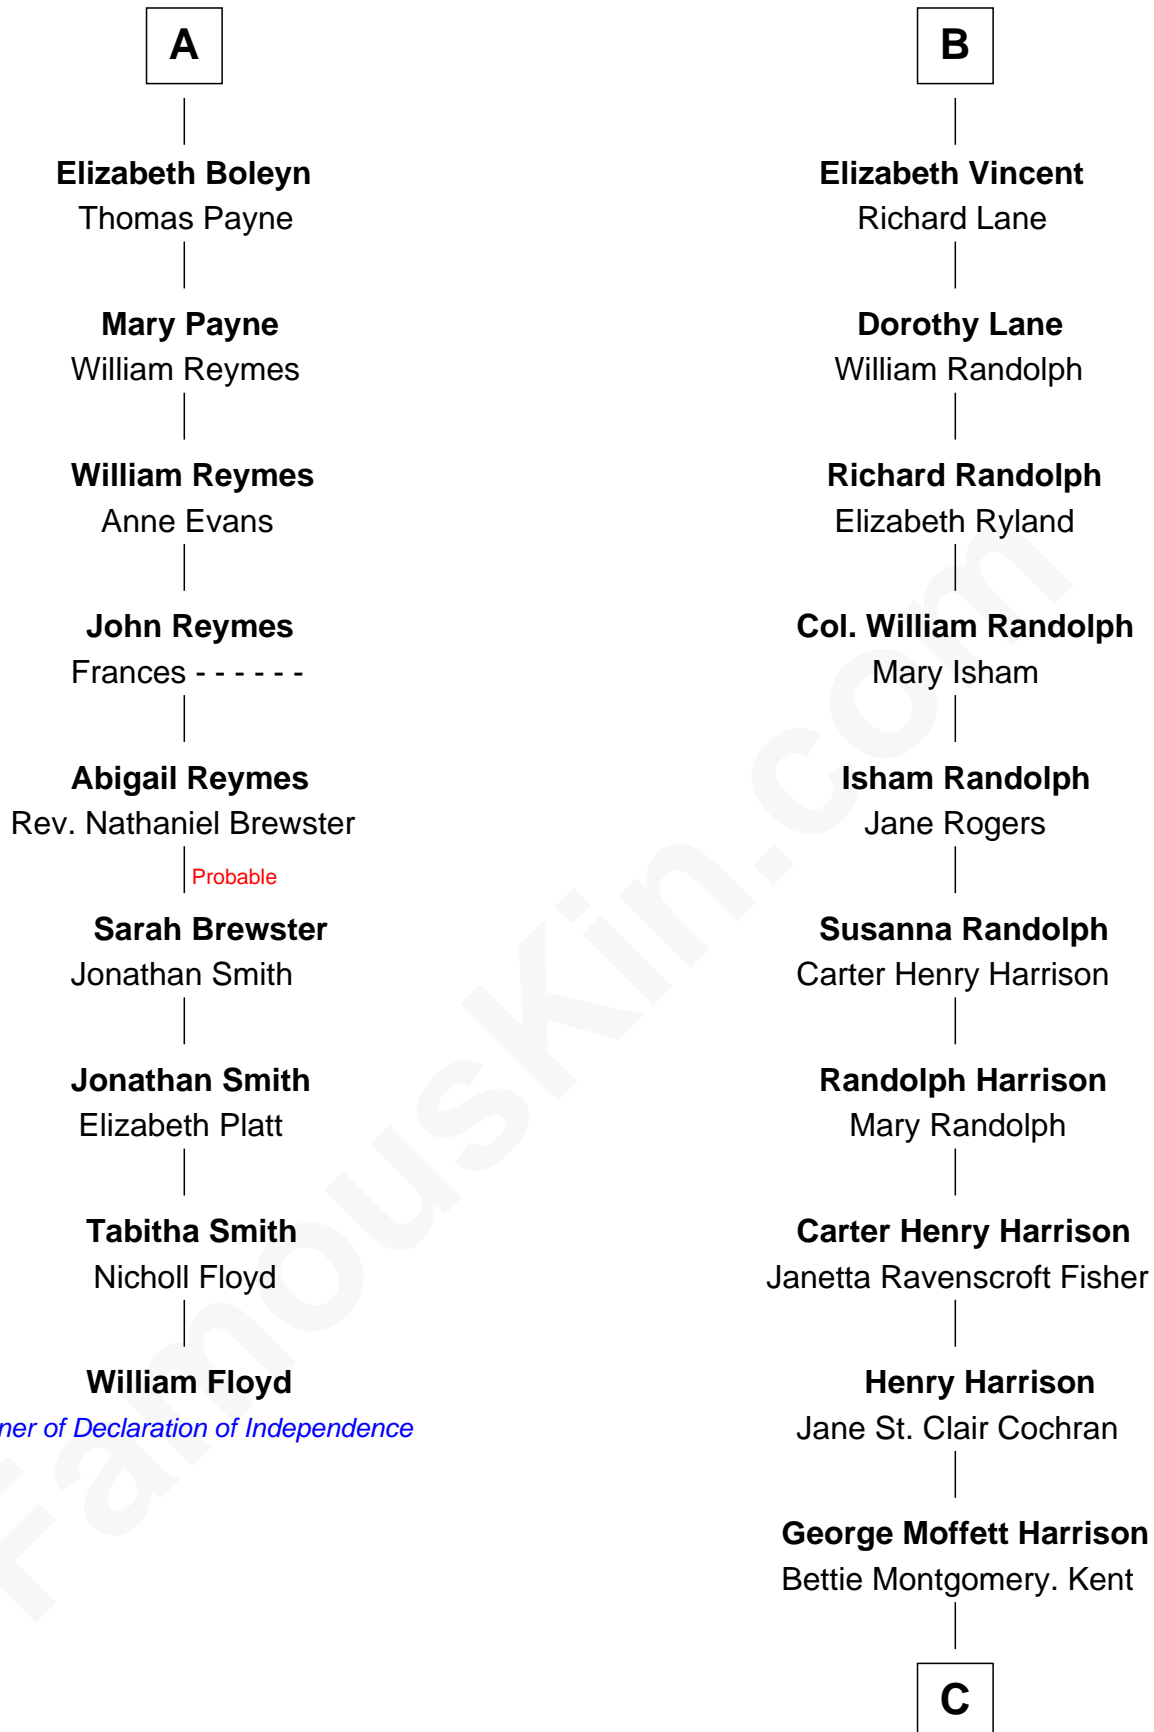 A
Elizabeth Boleyn
Thomas Payne
Mary Payne
William Reymes
William Reymes
Anne Evans
John Reymes
Frances - - - - - -
Abigail Reymes
Rev. Nathaniel Brewster
Probable
Sarah Brewster
Jonathan Smith
Jonathan Smith
Elizabeth Platt
Tabitha Smith
Nicholl Floyd
William Floyd
ner of Declaration of Independence
B
Elizabeth Vincent
Richard Lane
Dorothy Lane
William Randolph
Richard Randolph
Elizabeth Ryland
Col. William Randolph
Mary Isham
Isham Randolph
Jane Rogers
Susanna Randolph
Carter Henry Harrison
Randolph Harrison
Mary Randolph
Carter Henry Harrison
Janetta Ravenscroft Fisher
Henry Harrison
Jane St. Clair Cochran
George Moffett Harrison
Bettie Montgomery. Kent
C
FamousKin.com